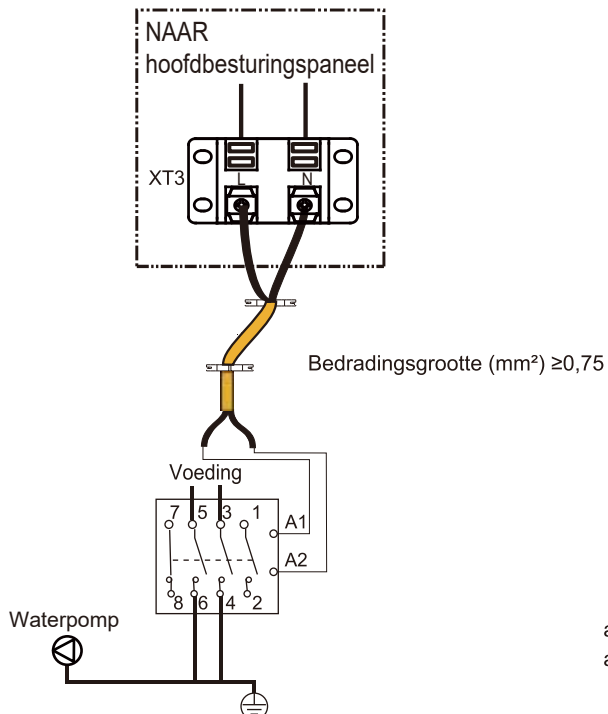 NAAR
hoofdbesturingspaneel
XT3
L N
Bedradingsgrootte (mm²) ≥0,75
Voeding
7 5 3 1
A1
A2
8 6 4 2
Waterpomp
a
a